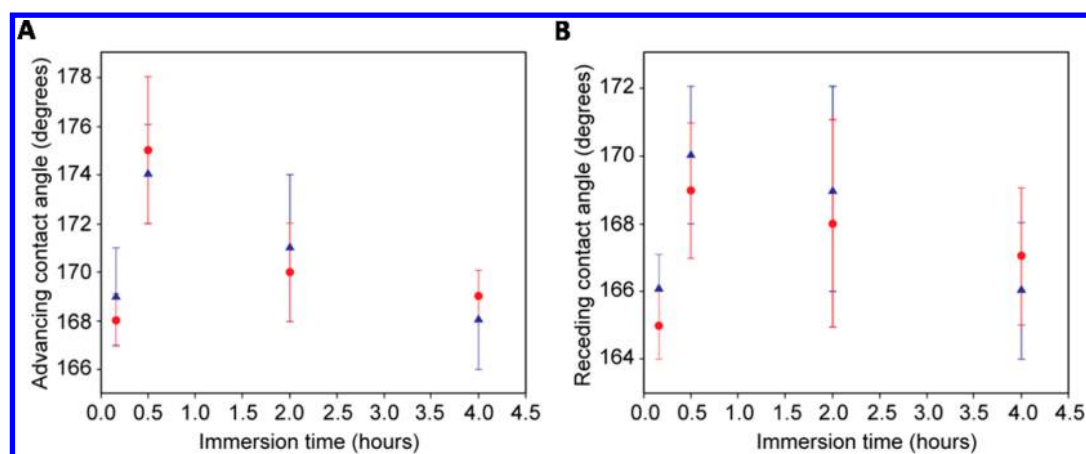 A
Advancing contact angle (degrees)
178
176
174
172
170
168
166
0.0 0.5 1.0 1.5 2.0 2.5 3.0 3.5 4.0 4.5
Immersion time (hours)
B
Receding contact angle (degrees)
172
170
168
166
164
0.0 0.5 1.0 1.5 2.0 2.5 3.0 3.5 4.0 4.5
Immersion time (hours)